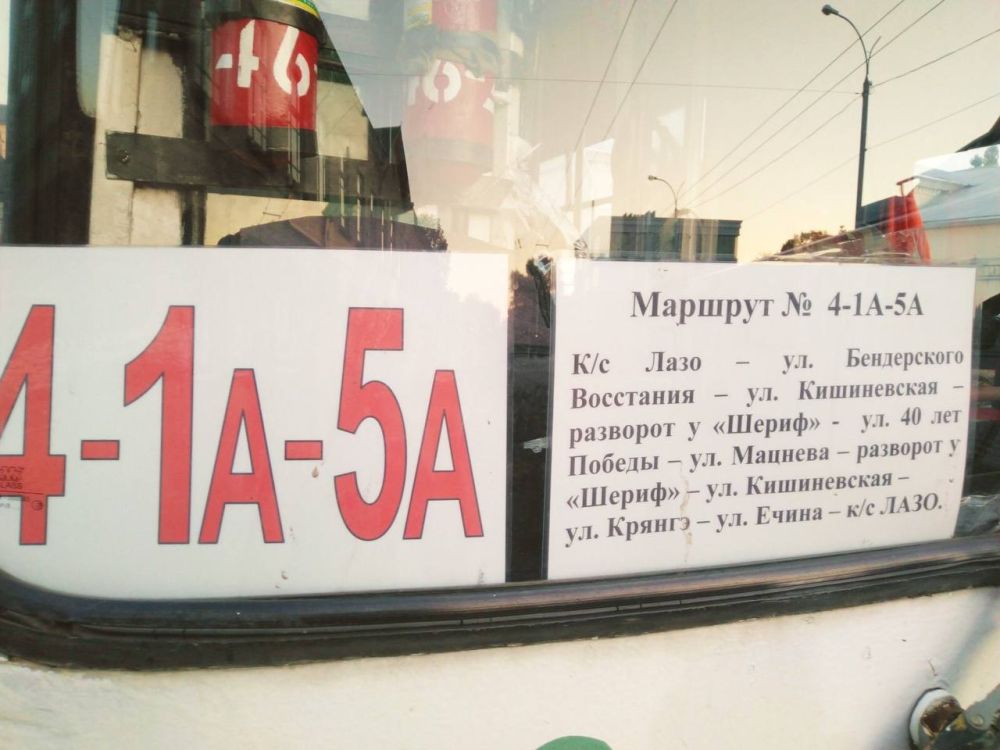 -46
4-1А-5А
Маршрут № 4-1А-5А
К/с Лазо – ул. Бендерского
Восстания – ул. Кишиневская –
разворот у «Шериф» - ул. 40 лет
Победы – ул. Мацнева – разворот у
«Шериф» – ул. Кишиневская –
ул. Крянгэ – ул. Ечина – к/с ЛАЗО.